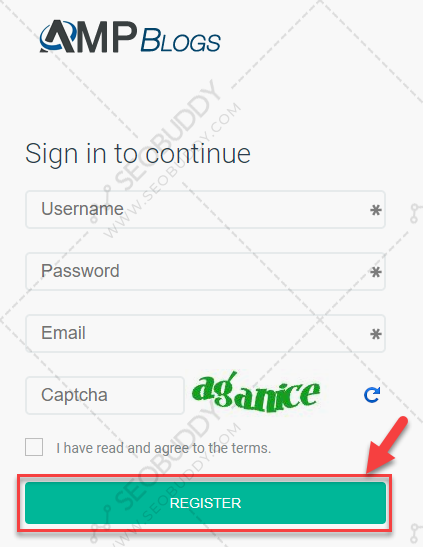 AMP BLOGS
Sign in to continue
Username
*
Password
*
Email
*
Captcha
aganice
I have read and agree to the terms.
REGISTER
SEOBUDDY
WWW.SEOBUDDY.COM
SEOBUDDY
WWW.SEOBUDDY.COM